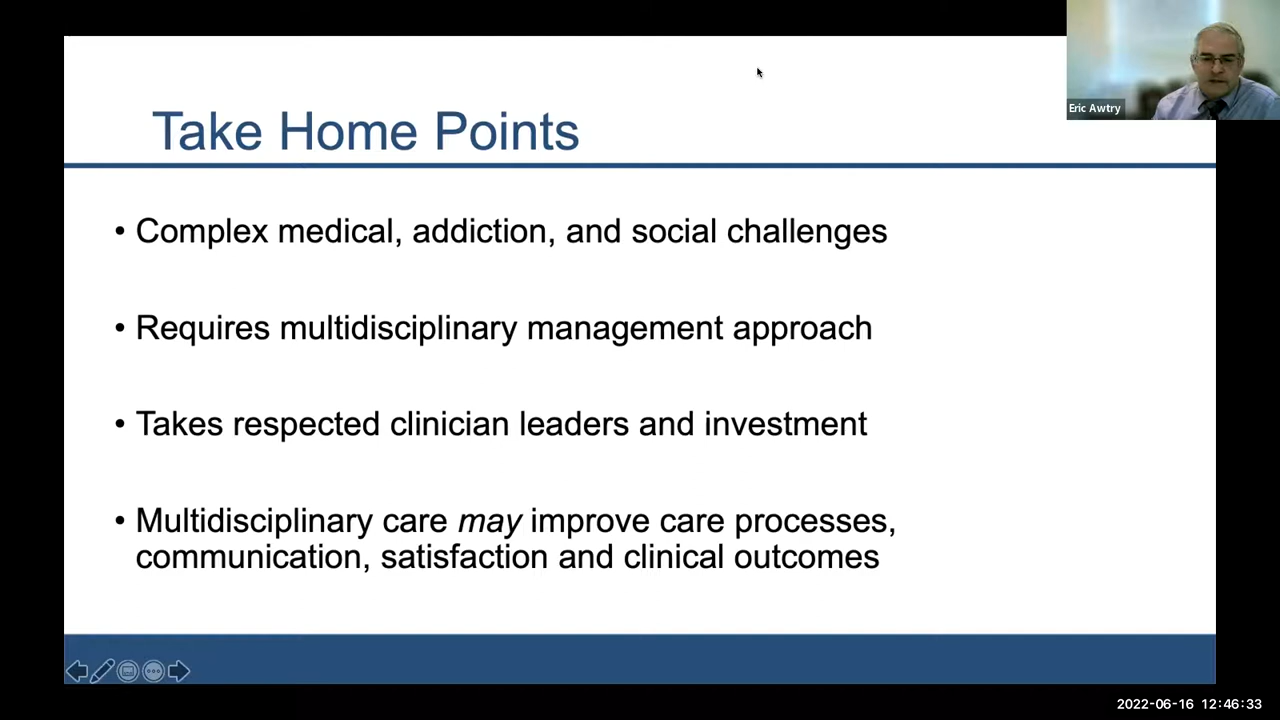 Eric Awtry
Take Home Points
• Complex medical, addiction, and social challenges
• Requires multidisciplinary management approach
• Takes respected clinician leaders and investment
• Multidisciplinary care may improve care processes,
communication, satisfaction and clinical outcomes
2022-06-16 12:46:33